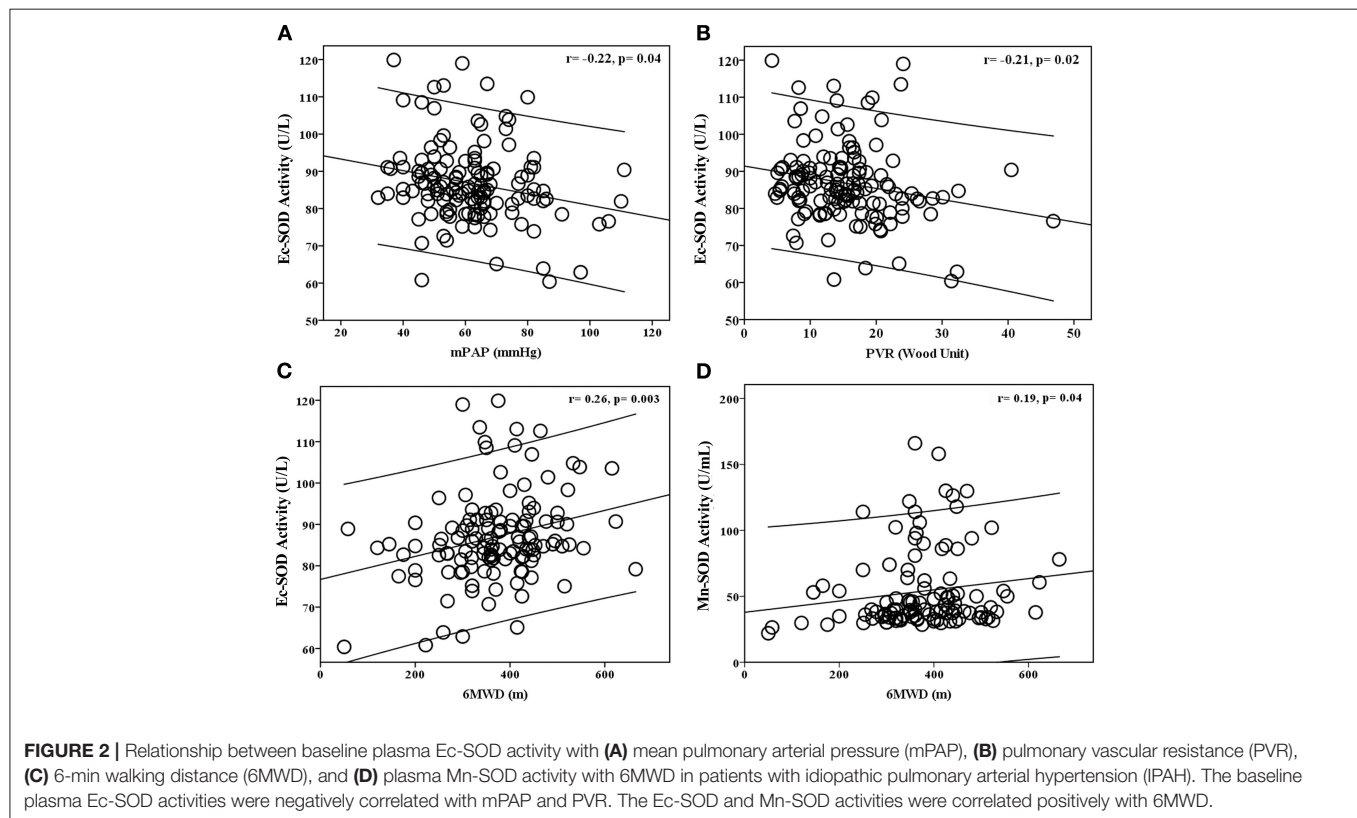 A
r= -0.22, p= 0.04
120
110
100
90
80
70
60
50
Ec-SOD Activity (U/L)
20 40 60 80 100 120
mPAP (mmHg)
B
r= -0.21, p= 0.02
120
110
100
90
80
70
60
50
Ec-SOD Activity (U/L)
0 10 20 30 40 50
PVR (Wood Unit)
C
r= 0.26, p= 0.003
120
110
100
90
80
70
60
Ec-SOD Activity (U/L)
0 200 400 600
6MWD (m)
D
r= 0.19, p= 0.04
200
150
100
50
0
Mn-SOD Activity (U/mL)
0 200 400 600
6MWD (m)
FIGURE 2 | Relationship between baseline plasma Ec-SOD activity with (A) mean pulmonary arterial pressure (mPAP), (B) pulmonary vascular resistance (PVR),
(C) 6-min walking distance (6MWD), and (D) plasma Mn-SOD activity with 6MWD in patients with idiopathic pulmonary arterial hypertension (IPAH). The baseline
plasma Ec-SOD activities were negatively correlated with mPAP and PVR. The Ec-SOD and Mn-SOD activities were correlated positively with 6MWD.